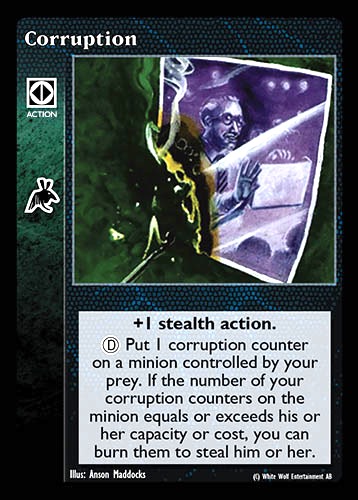 Corruption
ACTION
+1 stealth action.
Ⓓ Put 1 corruption counter
on a minion controlled by your
prey. If the number of your
corruption counters on the
minion equals or exceeds his or
her capacity or cost, you can
burn them to steal him or her.
Illus: Anson Maddocks
(C) White Wolf Entertainment AB